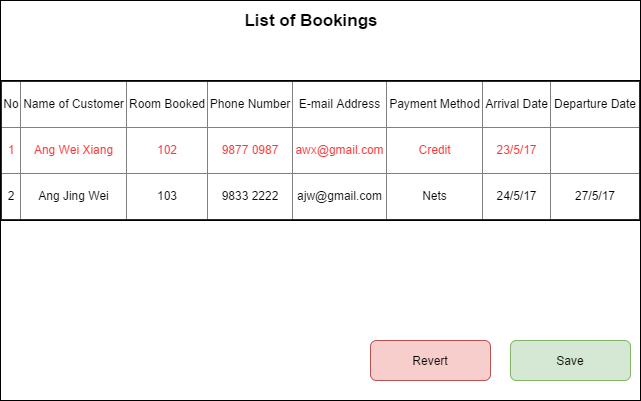 List of Bookings
No Name of Customer Room Booked Phone Number E-mail Address Payment Method Arrival Date Departure Date
1 Ang Wei Xiang 102 9877 0987 awx@gmail.com Credit 23/5/17
2 Ang Jing Wei 103 9833 2222 ajw@gmail.com Nets 24/5/17 27/5/17
Revert Save